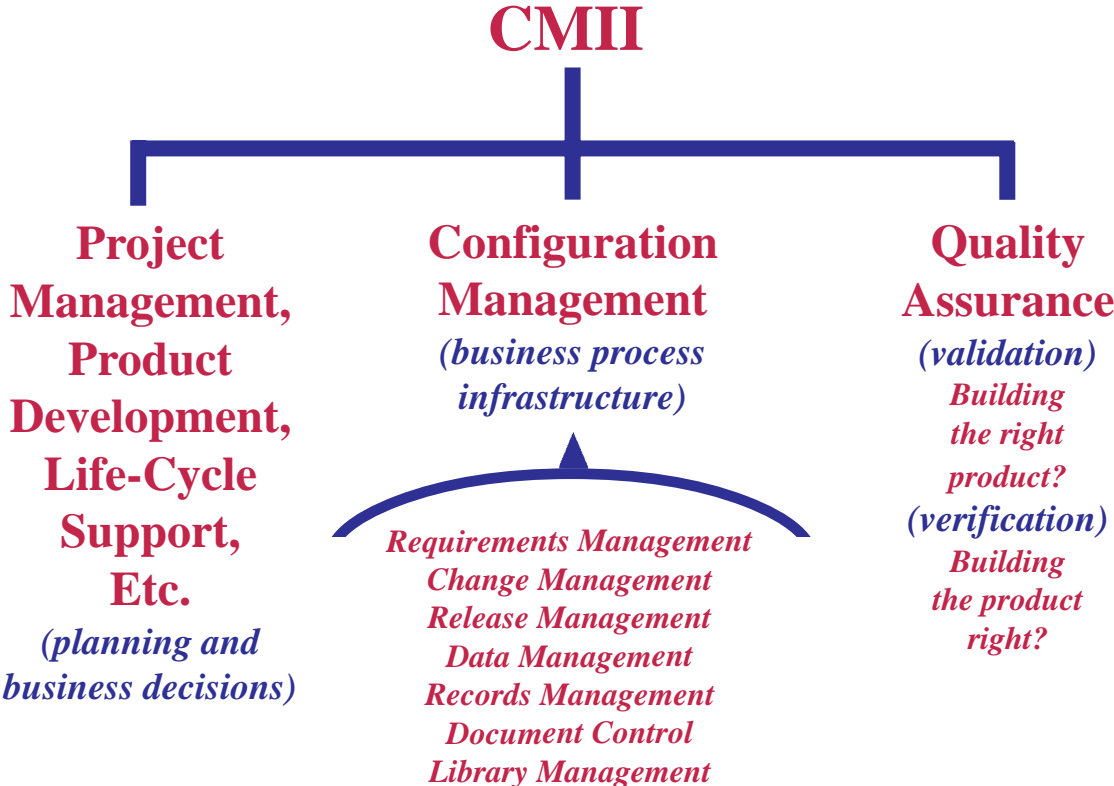 CMII
Project
Management,
Product
Development,
Life-Cycle
Support,
Etc.
(planning and
business decisions)
Configuration
Management
(business process
infrastructure)
Requirements Management
Change Management
Release Management
Data Management
Records Management
Document Control
Library Management
Quality
Assurance
(validation)
Building
the right
product?
(verification)
Building
the product
right?